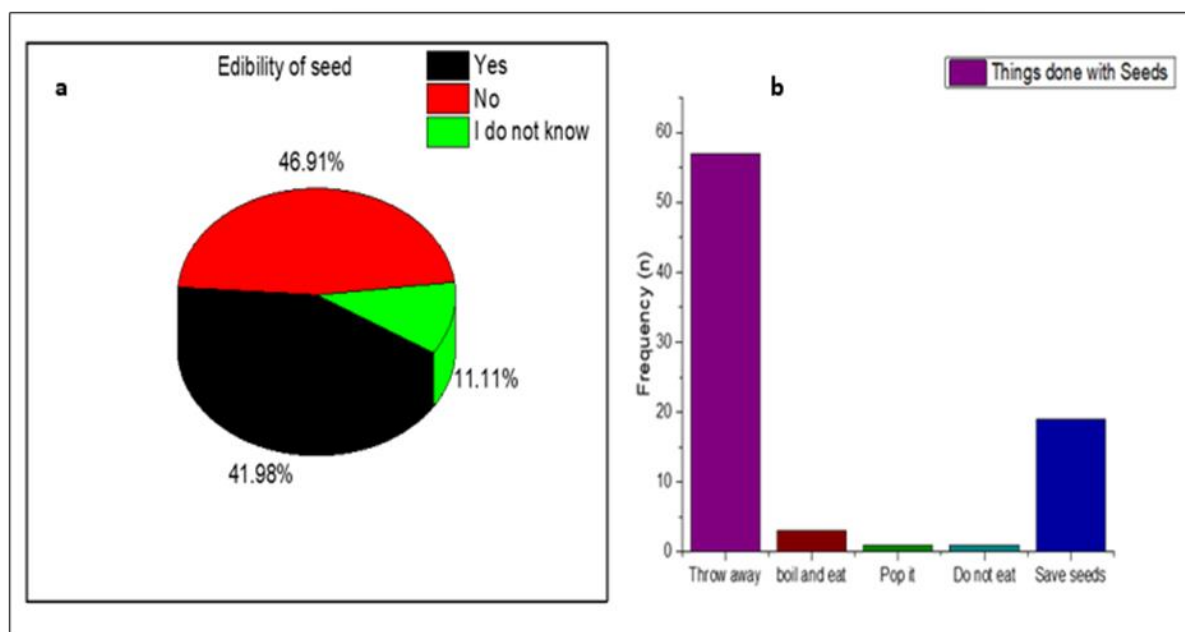 a
Edibility of seed
Yes
No
I do not know
46.91%
11.11%
41.98%
b
Things done with Seeds
Frequency (n)
60
50
40
30
20
10
0
Throw away
boil and eat
Pop it
Do not eat
Save seeds